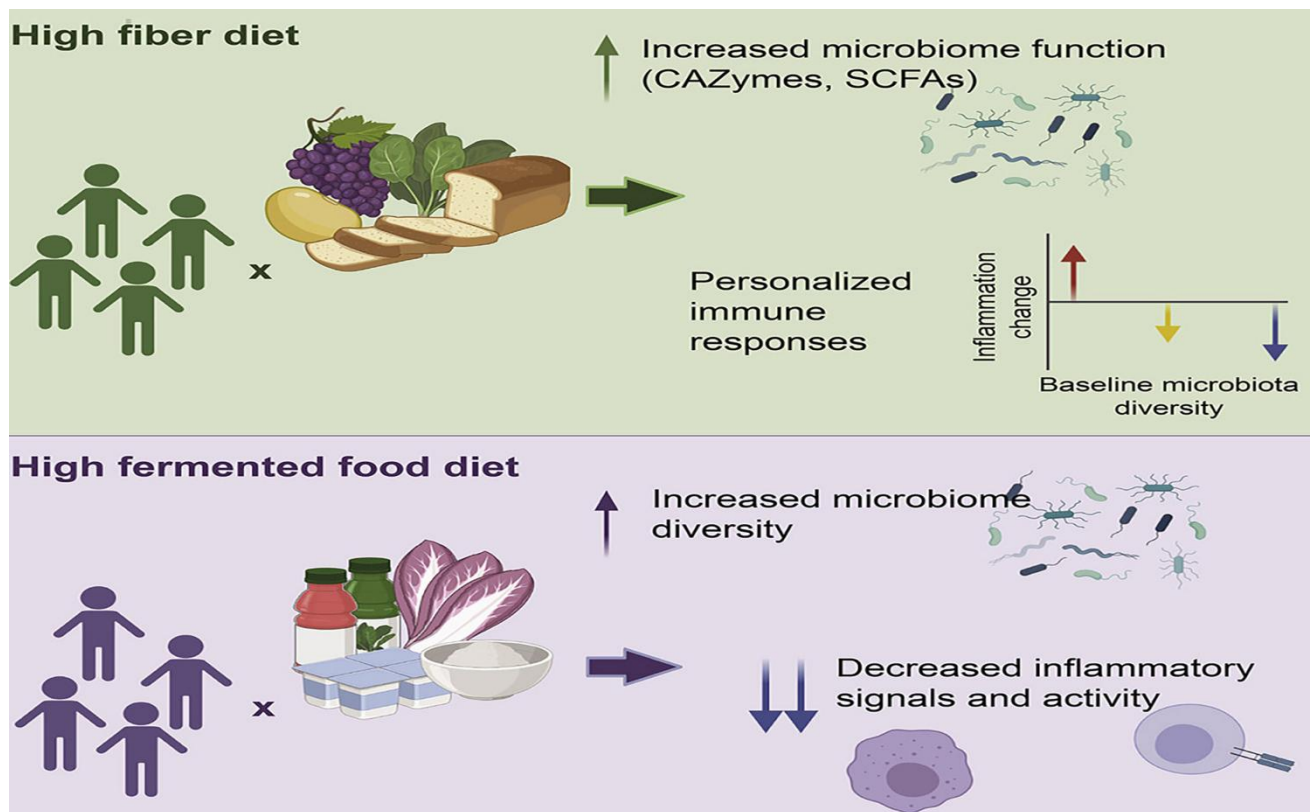 High fiber diet
Increased microbiome function
(CAZymes, SCFAs)
x
Personalized
immune
responses
Inflammation
change
Baseline microbiota
diversity
High fermented food diet
Increased microbiome
diversity
x
Decreased inflammatory
signals and activity